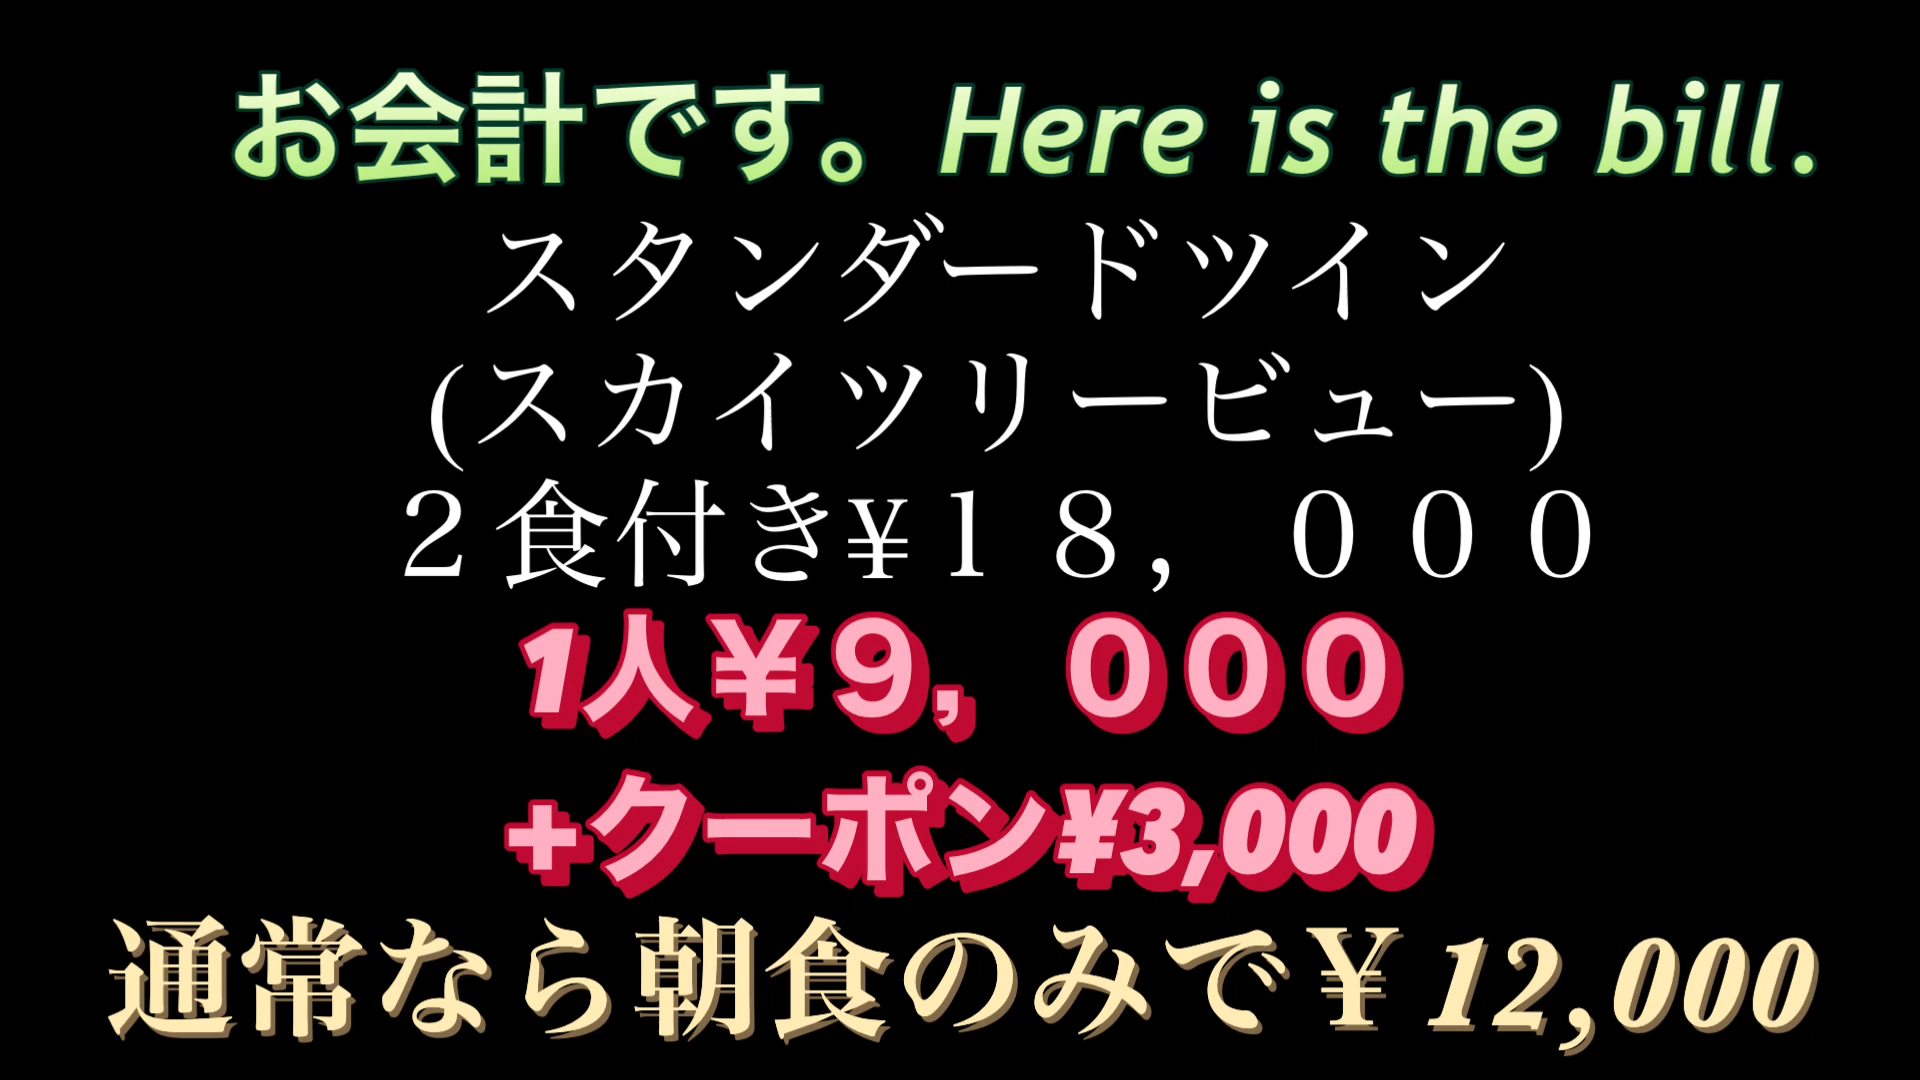 お会計です。Here is the bill.
スタンダードツイン
(スカイツリービュー)
２食付き¥１８，０００
1人￥９，０００
+クーポン¥3,000
通常なら朝食のみで￥12,000